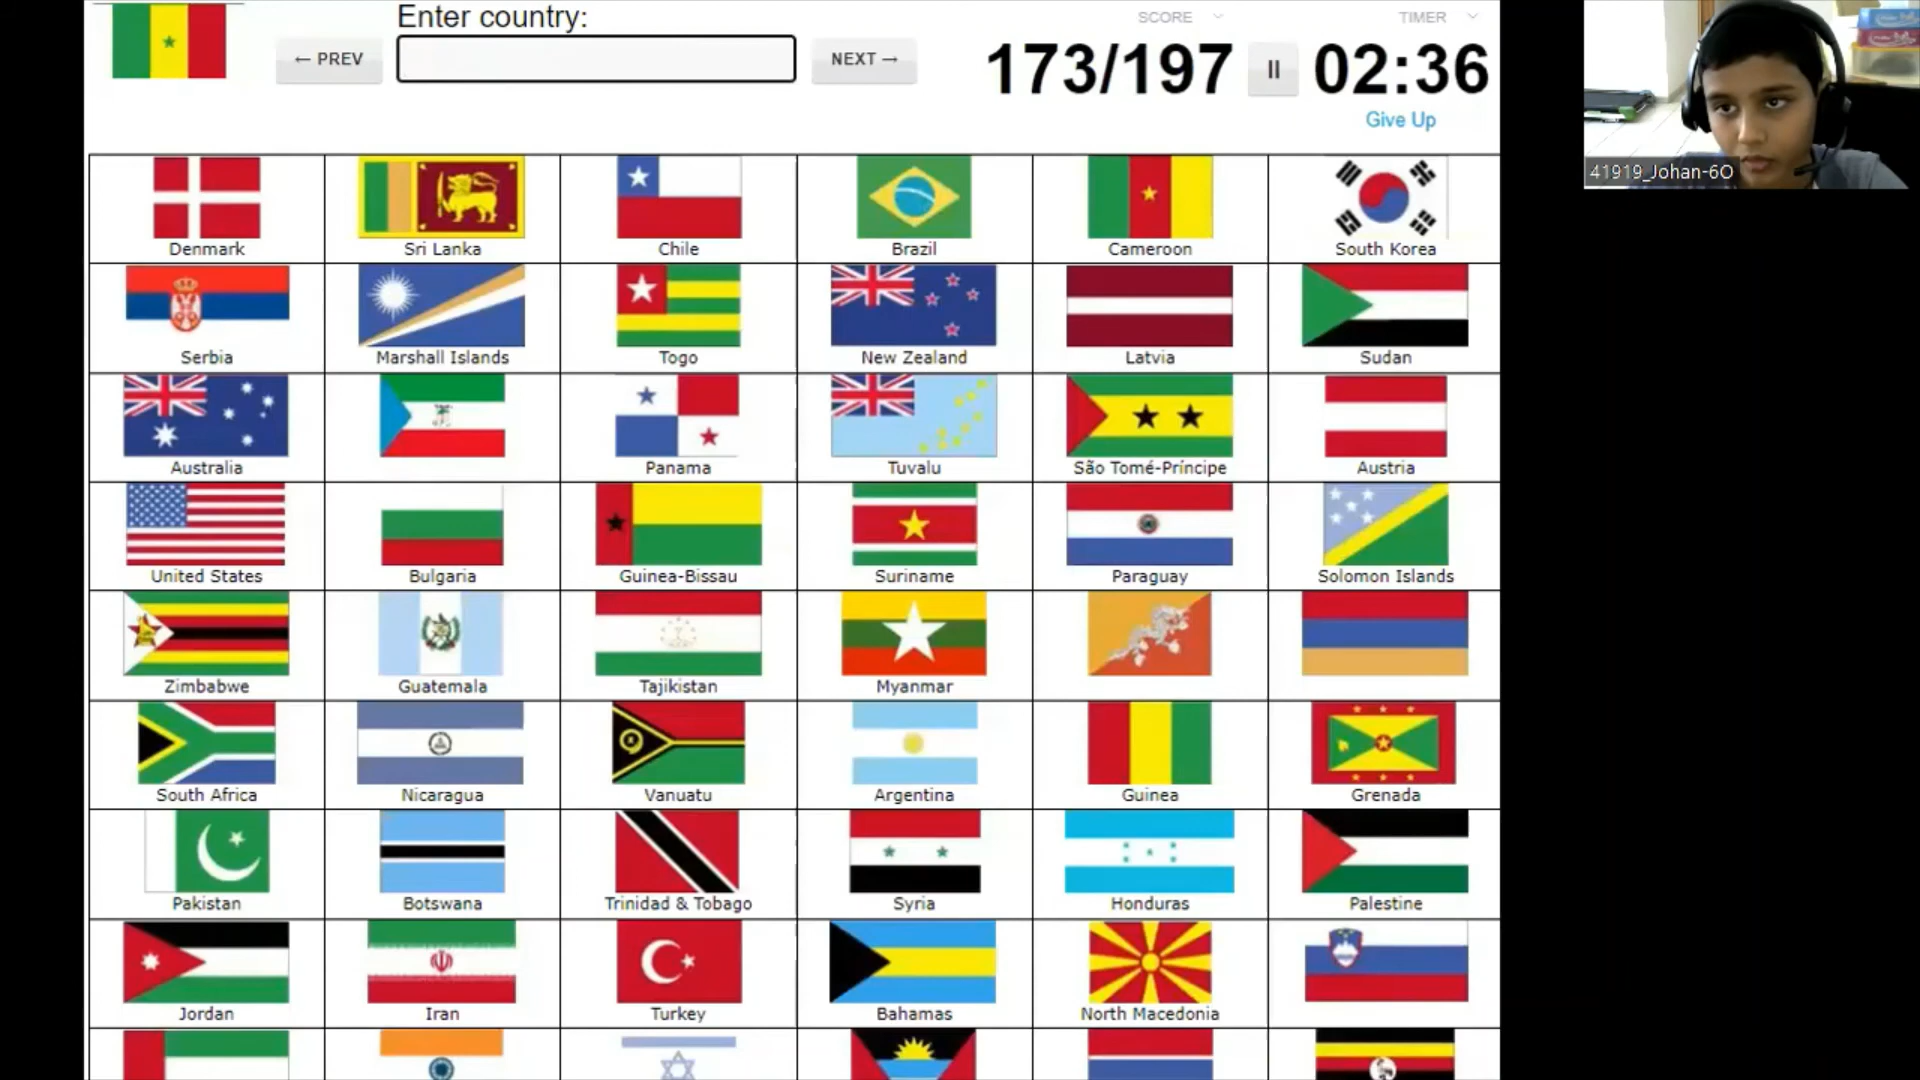 Enter country:
← PREV
NEXT →
SCORE
TIMER
173/197
02:36
Give Up
41919_Johan-6O
Denmark
Sri Lanka
Chile
Brazil
Cameroon
South Korea
Serbia
Marshall Islands
Togo
New Zealand
Latvia
Sudan
Australia
Panama
Tuvalu
São Tomé-Príncipe
Austria
United States
Bulgaria
Guinea-Bissau
Suriname
Paraguay
Solomon Islands
Zimbabwe
Guatemala
Tajikistan
Myanmar
South Africa
Nicaragua
Vanuatu
Argentina
Guinea
Grenada
Pakistan
Botswana
Trinidad & Tobago
Syria
Honduras
Palestine
Jordan
Iran
Turkey
Bahamas
North Macedonia